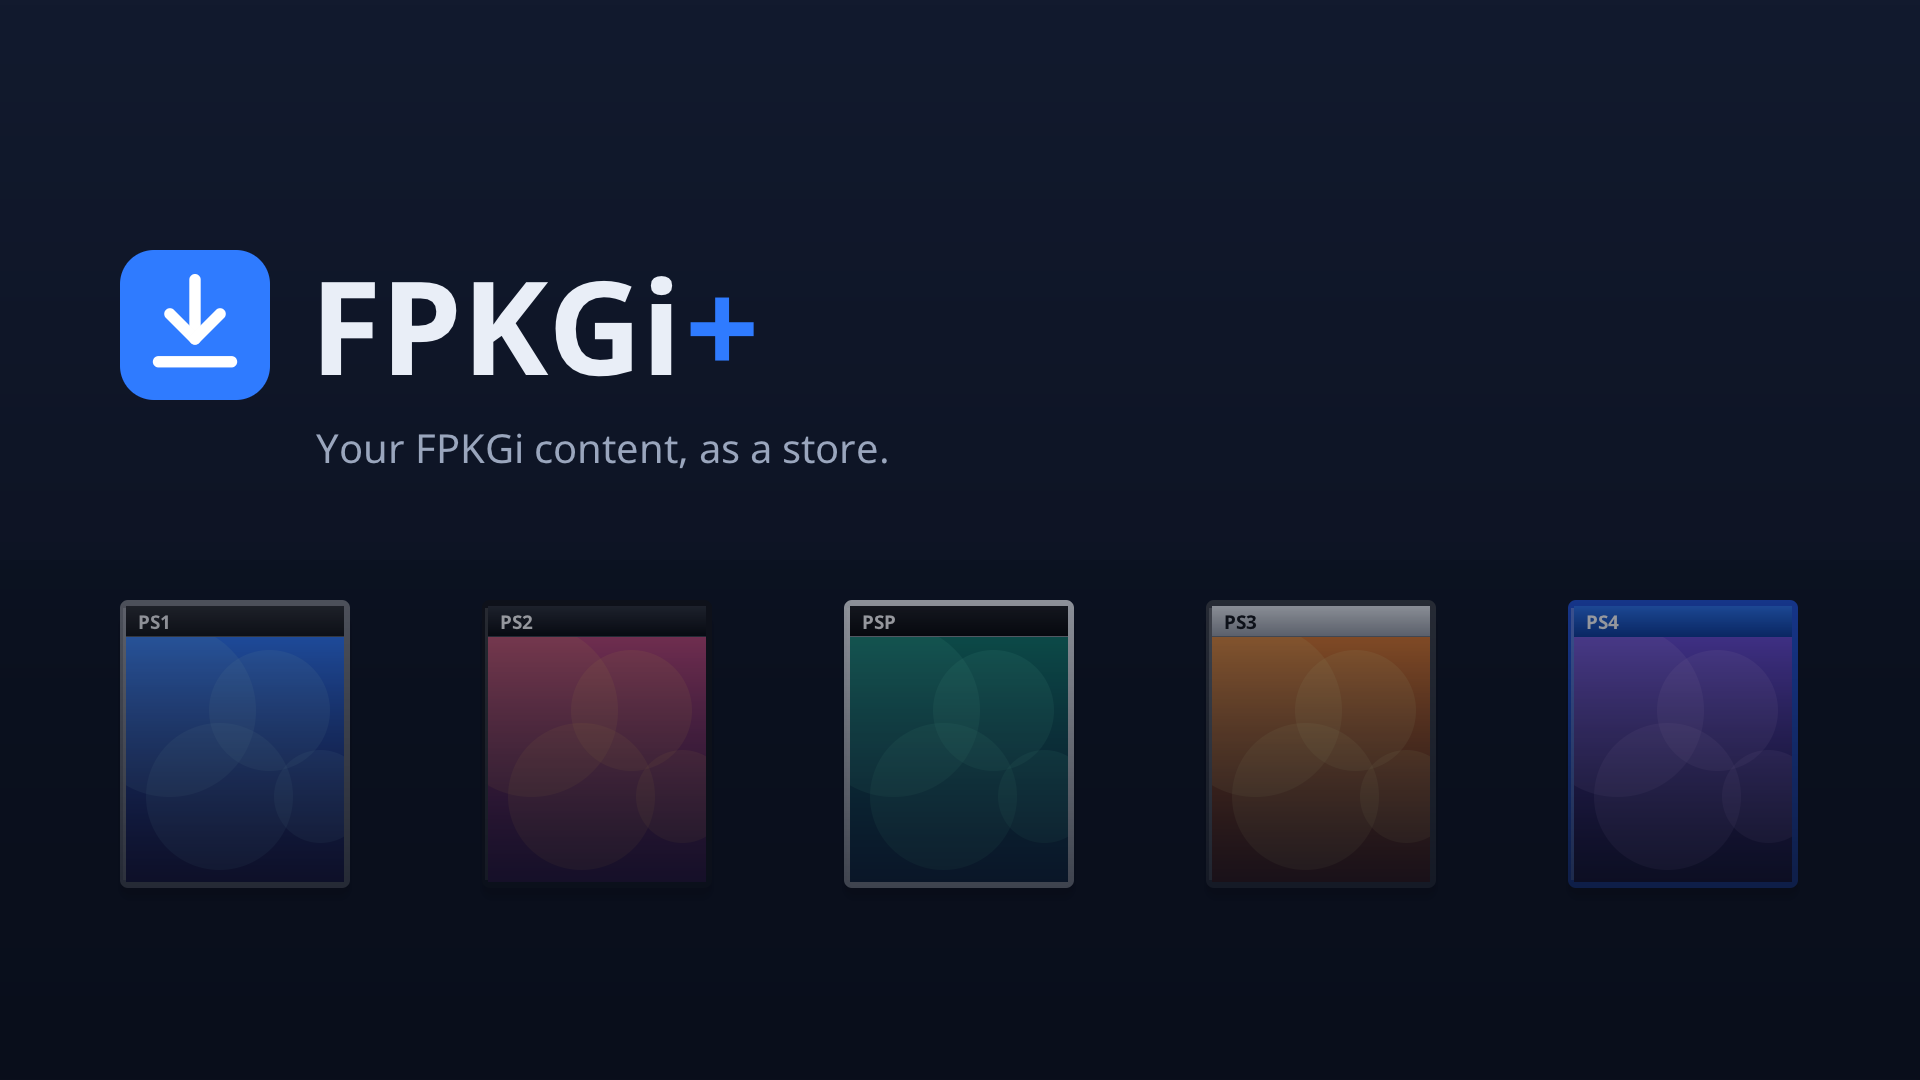 FPKGi+
Your FPKGi content, as a store.
PS1
PS2
PSP
PS3
PS4